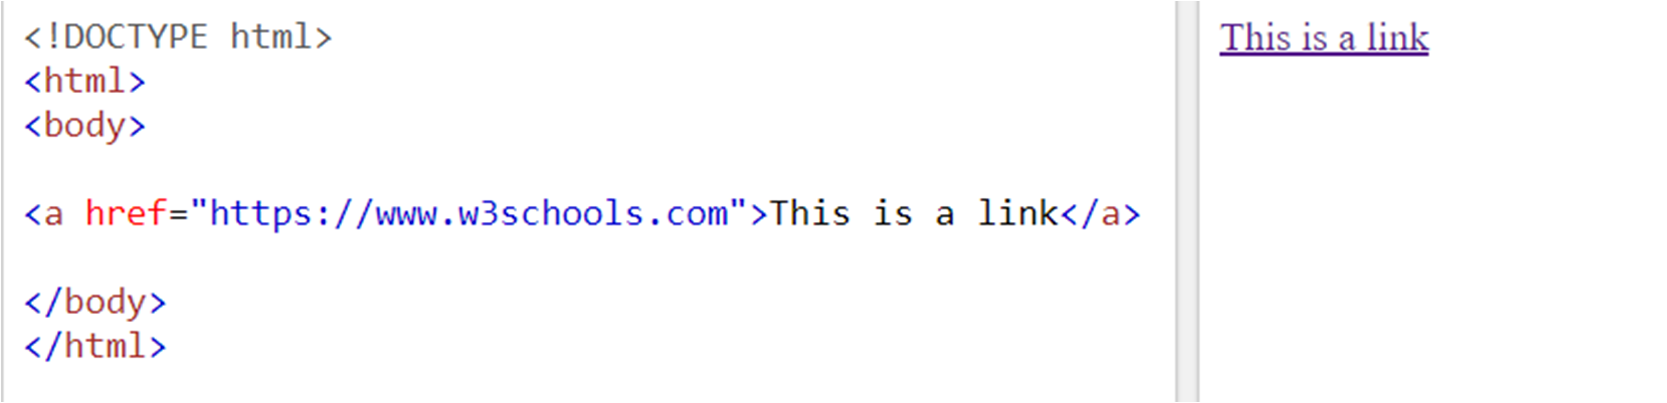 <!DOCTYPE html>
<html>
<body>
<a href="https://www.w3schools.com">This is a link</a>
</body>
</html>
This is a link